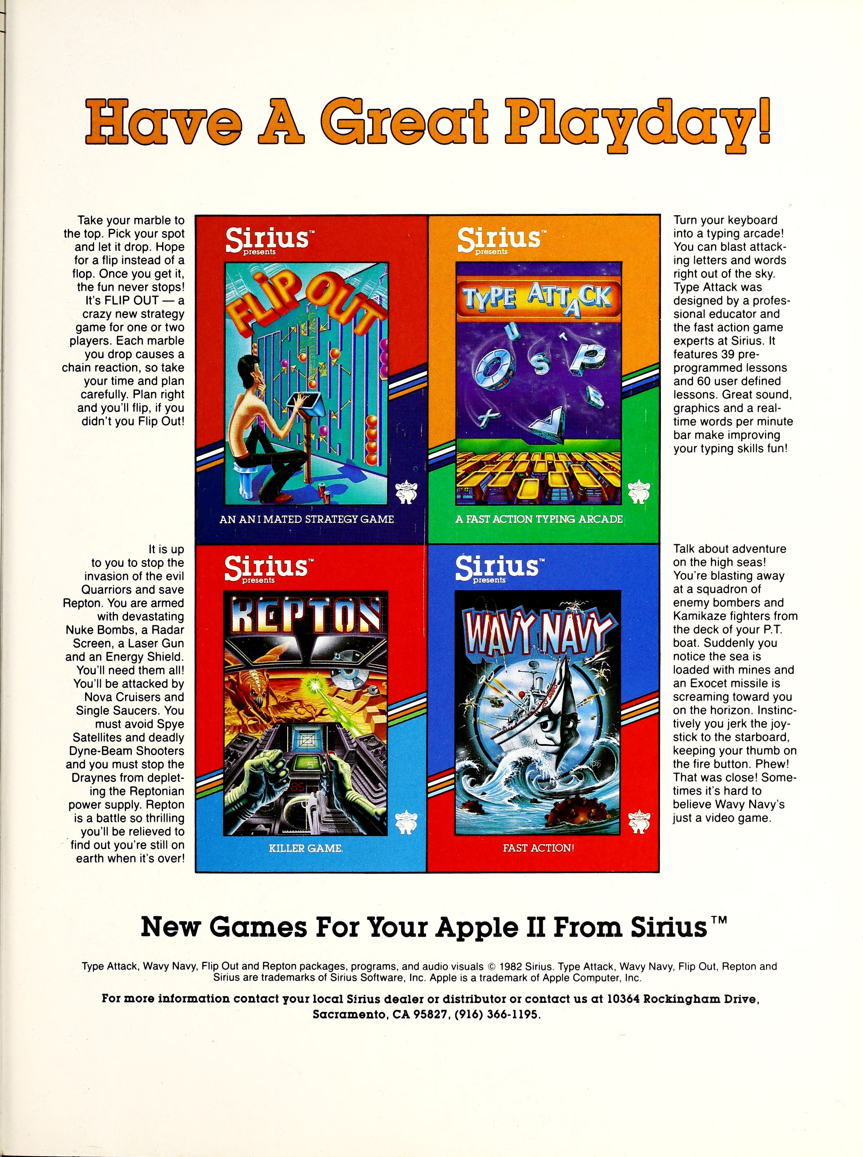 Have A Great Playday!
Take your marble to
the top. Pick your spot
and let it drop. Hope
for a flip instead of a
flop. Once you get it,
the fun never stops!
It's FLIP OUT — a
crazy new strategy
game for one or two
players. Each marble
you drop causes a
chain reaction, so take
your time and plan
carefully. Plan right
and you'll flip, if you
didn't you Flip Out!
Sirius™
presents
FLIP OUT
AN ANIMATED STRATEGY GAME
Sirius™
presents
TYPE ATTACK
U
T
O
S
P
E
X
A
A FAST ACTION TYPING ARCADE
Turn your keyboard
into a typing arcade!
You can blast attack-
ing letters and words
right out of the sky.
Type Attack was
designed by a profes-
sional educator and
the fast action game
experts at Sirius. It
features 39 pre-
programmed lessons
and 60 user defined
lessons. Great sound,
graphics and a real-
time words per minute
bar make improving
your typing skills fun!
It is up
to you to stop the
invasion of the evil
Quarriors and save
Repton. You are armed
with devastating
Nuke Bombs, a Radar
Screen, a Laser Gun
and an Energy Shield.
You'll need them all!
You'll be attacked by
Nova Cruisers and
Single Saucers. You
must avoid Spye
Satellites and deadly
Dyne-Beam Shooters
and you must stop the
Draynes from deplet-
ing the Reptonian
power supply. Repton
is a battle so thrilling
you'll be relieved to
find out you're still on
earth when it's over!
Sirius™
presents
REPTON
KILLER GAME.
Sirius™
presents
WAVY NAVY
FAST ACTION!
Talk about adventure
on the high seas!
You're blasting away
at a squadron of
enemy bombers and
Kamikaze fighters from
the deck of your P.T.
boat. Suddenly you
notice the sea is
loaded with mines and
an Exocet missile is
screaming toward you
on the horizon. Instinc-
tively you jerk the joy-
stick to the starboard,
keeping your thumb on
the fire button. Phew!
That was close! Some-
times it's hard to
believe Wavy Navy's
just a video game.
New Games For Your Apple II From Sirius™
Type Attack, Wavy Navy, Flip Out and Repton packages, programs, and audio visuals © 1982 Sirius. Type Attack, Wavy Navy, Flip Out, Repton and
Sirius are trademarks of Sirius Software, Inc. Apple is a trademark of Apple Computer, Inc.
For more information contact your local Sirius dealer or distributor or contact us at 10364 Rockingham Drive,
Sacramento, CA 95827, (916) 366-1195.